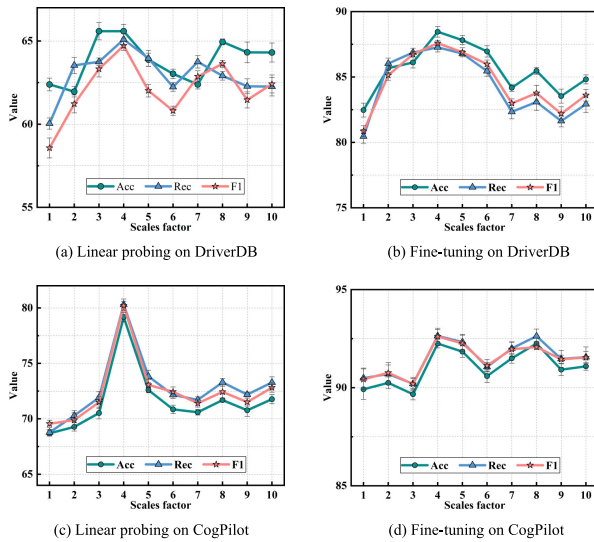 65
60
55
Value
Acc Rec F1
1 2 3 4 5 6 7 8 9 10
Scales factor
(a) Linear probing on DriverDB
90
85
80
75
Value
Acc Rec F1
1 2 3 4 5 6 7 8 9 10
Scales factor
(b) Fine-tuning on DriverDB
80
75
70
65
Value
Acc Rec F1
1 2 3 4 5 6 7 8 9 10
Scales factor
(c) Linear probing on CogPilot
95
90
85
Value
Acc Rec F1
1 2 3 4 5 6 7 8 9 10
Scales factor
(d) Fine-tuning on CogPilot